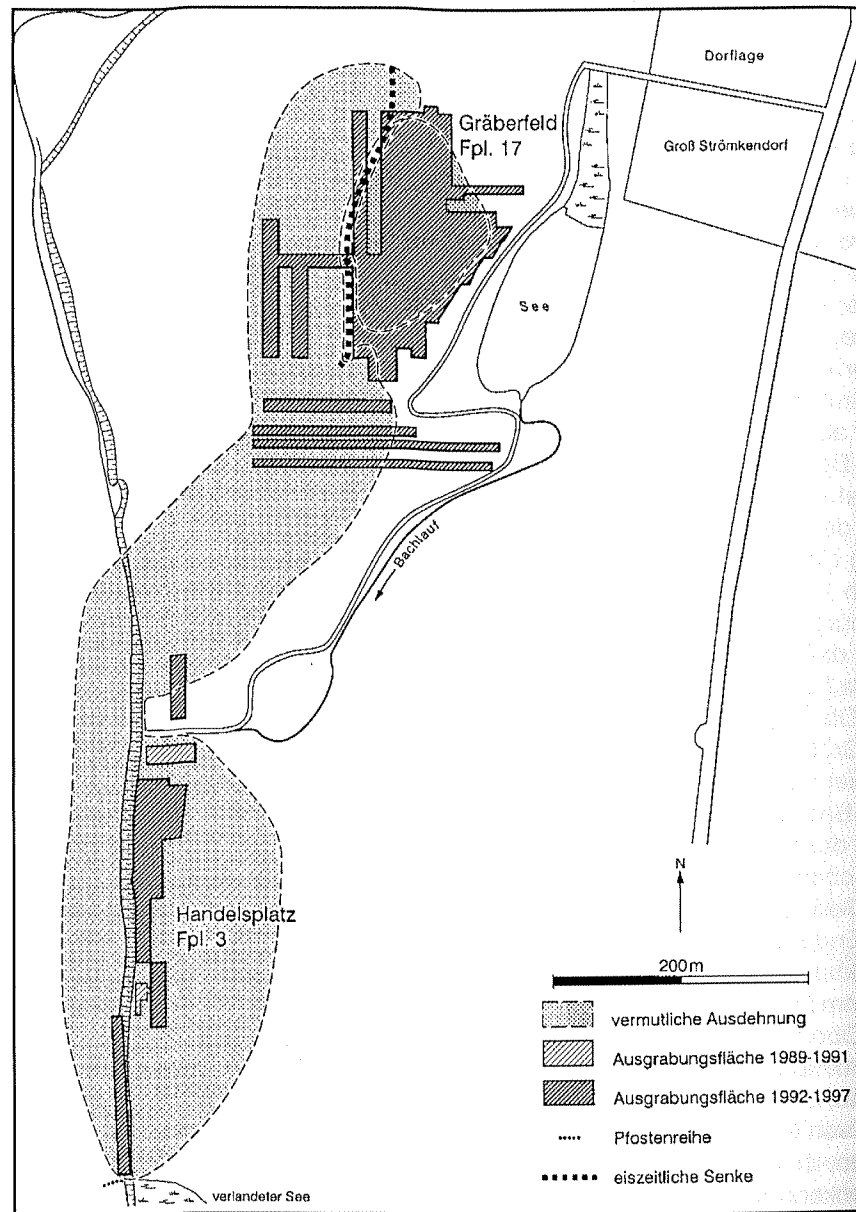 Dorflage
Gräberfeld
Fpl. 17
Groß Strömkendorf
See
Bachlauf
N
Handelsplatz
Fpl. 3
200m
vermutliche Ausdehnung
Ausgrabungsfläche 1989-1991
Ausgrabungsfläche 1992-1997
Pfostenreihe
eiszeitliche Senke
verlandeter See